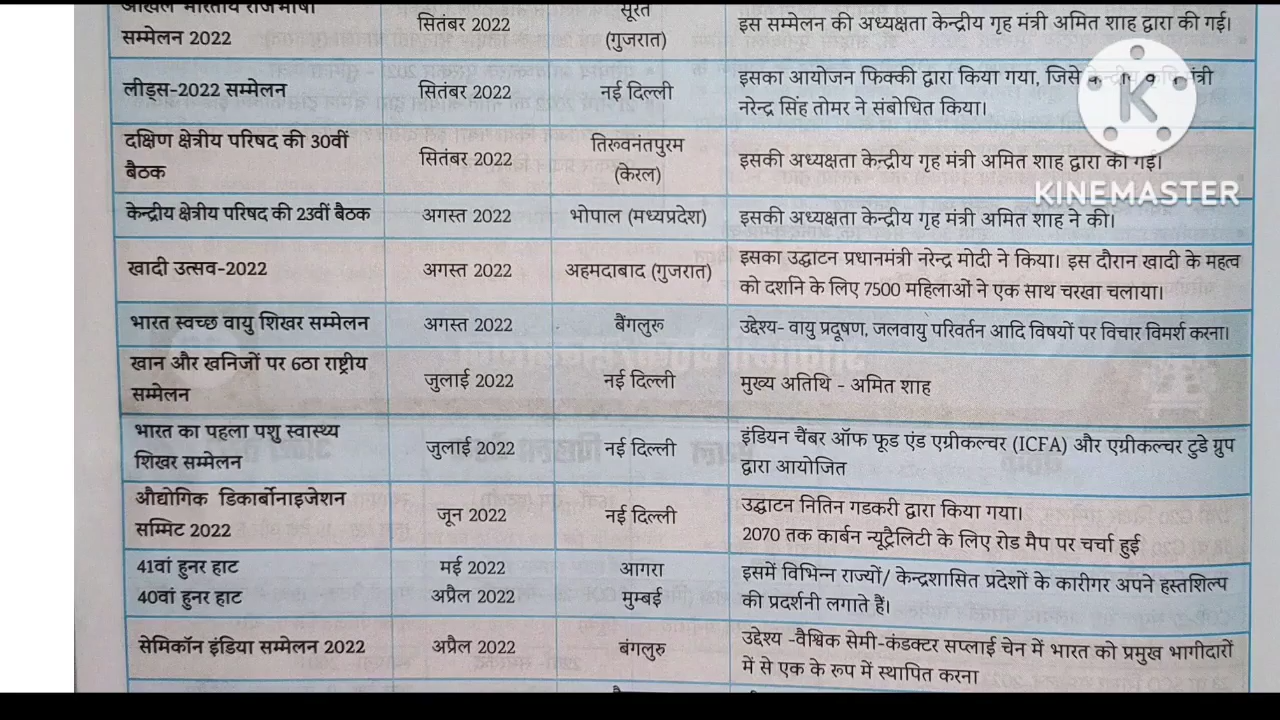 अखिल भारतीय राजभाषा
सम्मेलन 2022
सितंबर 2022
सूरत
(गुजरात)
इस सम्मेलन की अध्यक्षता केन्द्रीय गृह मंत्री अमित शाह द्वारा की गई।
लीड्स-2022 सम्मेलन
सितंबर 2022
नई दिल्ली
इसका आयोजन फिक्की द्वारा किया गया, जिसे केन्द्रीय कृषि मंत्री
नरेन्द्र सिंह तोमर ने संबोधित किया।
दक्षिण क्षेत्रीय परिषद की 30वीं
बैठक
सितंबर 2022
तिरुवनंतपुरम
(केरल)
इसकी अध्यक्षता केन्द्रीय गृह मंत्री अमित शाह द्वारा की गई।
केन्द्रीय क्षेत्रीय परिषद की 23वीं बैठक
अगस्त 2022
भोपाल (मध्यप्रदेश)
इसकी अध्यक्षता केन्द्रीय गृह मंत्री अमित शाह ने की।
खादी उत्सव-2022
अगस्त 2022
अहमदाबाद (गुजरात)
इसका उद्घाटन प्रधानमंत्री नरेन्द्र मोदी ने किया। इस दौरान खादी के महत्व
को दर्शाने के लिए 7500 महिलाओं ने एक साथ चरखा चलाया।
भारत स्वच्छ वायु शिखर सम्मेलन
अगस्त 2022
बैंगलुरू
उद्देश्य- वायु प्रदूषण, जलवायु परिवर्तन आदि विषयों पर विचार विमर्श करना।
खान और खनिजों पर 6ठा राष्ट्रीय
सम्मेलन
जुलाई 2022
नई दिल्ली
मुख्य अतिथि - अमित शाह
भारत का पहला पशु स्वास्थ्य
शिखर सम्मेलन
जुलाई 2022
नई दिल्ली
इंडियन चैंबर ऑफ फूड एंड एग्रीकल्चर (ICFA) और एग्रीकल्चर टुडे ग्रुप
द्वारा आयोजित
औद्योगिक डिकार्बोनाइजेशन
सम्मिट 2022
जून 2022
नई दिल्ली
उद्घाटन नितिन गडकरी द्वारा किया गया।
2070 तक कार्बन न्यूट्रैलिटी के लिए रोड मैप पर चर्चा हुई
41वां हुनर हाट
मई 2022
आगरा
40वां हुनर हाट
अप्रैल 2022
मुम्बई
इसमें विभिन्न राज्यों/ केन्द्रशासित प्रदेशों के कारीगर अपने हस्तशिल्प
की प्रदर्शनी लगाते हैं।
सेमिकॉन इंडिया सम्मेलन 2022
अप्रैल 2022
बंगलुरु
उद्देश्य -वैश्विक सेमी-कंडक्टर सप्लाई चेन में भारत को प्रमुख भागीदारों
में से एक के रूप में स्थापित करना
K
KINEMASTER